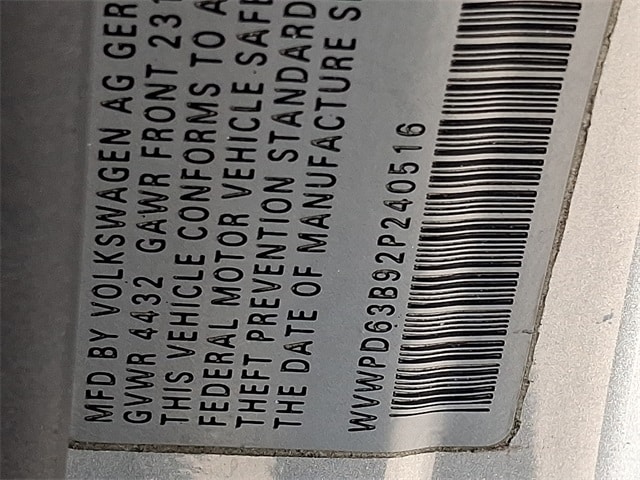 MFD BY VOLKSWAGEN AG GER
GVWR 4432 GAWR FRONT 231
THIS VEHICLE CONFORMS TO A
FEDERAL MOTOR VEHICLE SAFE
THEFT PREVENTION STANDARD
THE DATE OF MANUFACTURE S
WVWPD63B92P240516